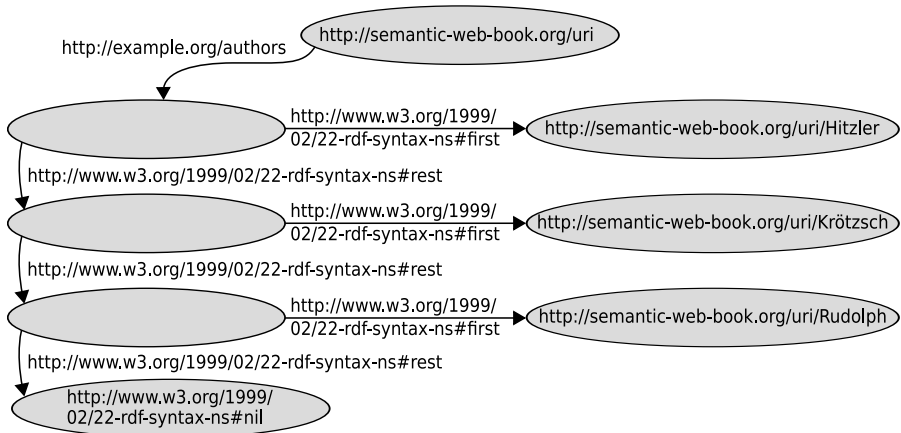 http://semantic-web-book.org/uri
http://example.org/authors
http://www.w3.org/1999/
02/22-rdf-syntax-ns#first
http://semantic-web-book.org/uri/Hitzler
http://www.w3.org/1999/02/22-rdf-syntax-ns#rest
http://www.w3.org/1999/
02/22-rdf-syntax-ns#first
http://semantic-web-book.org/uri/Krötzsch
http://www.w3.org/1999/02/22-rdf-syntax-ns#rest
http://www.w3.org/1999/
02/22-rdf-syntax-ns#first
http://semantic-web-book.org/uri/Rudolph
http://www.w3.org/1999/02/22-rdf-syntax-ns#rest
http://www.w3.org/1999/
02/22-rdf-syntax-ns#nil